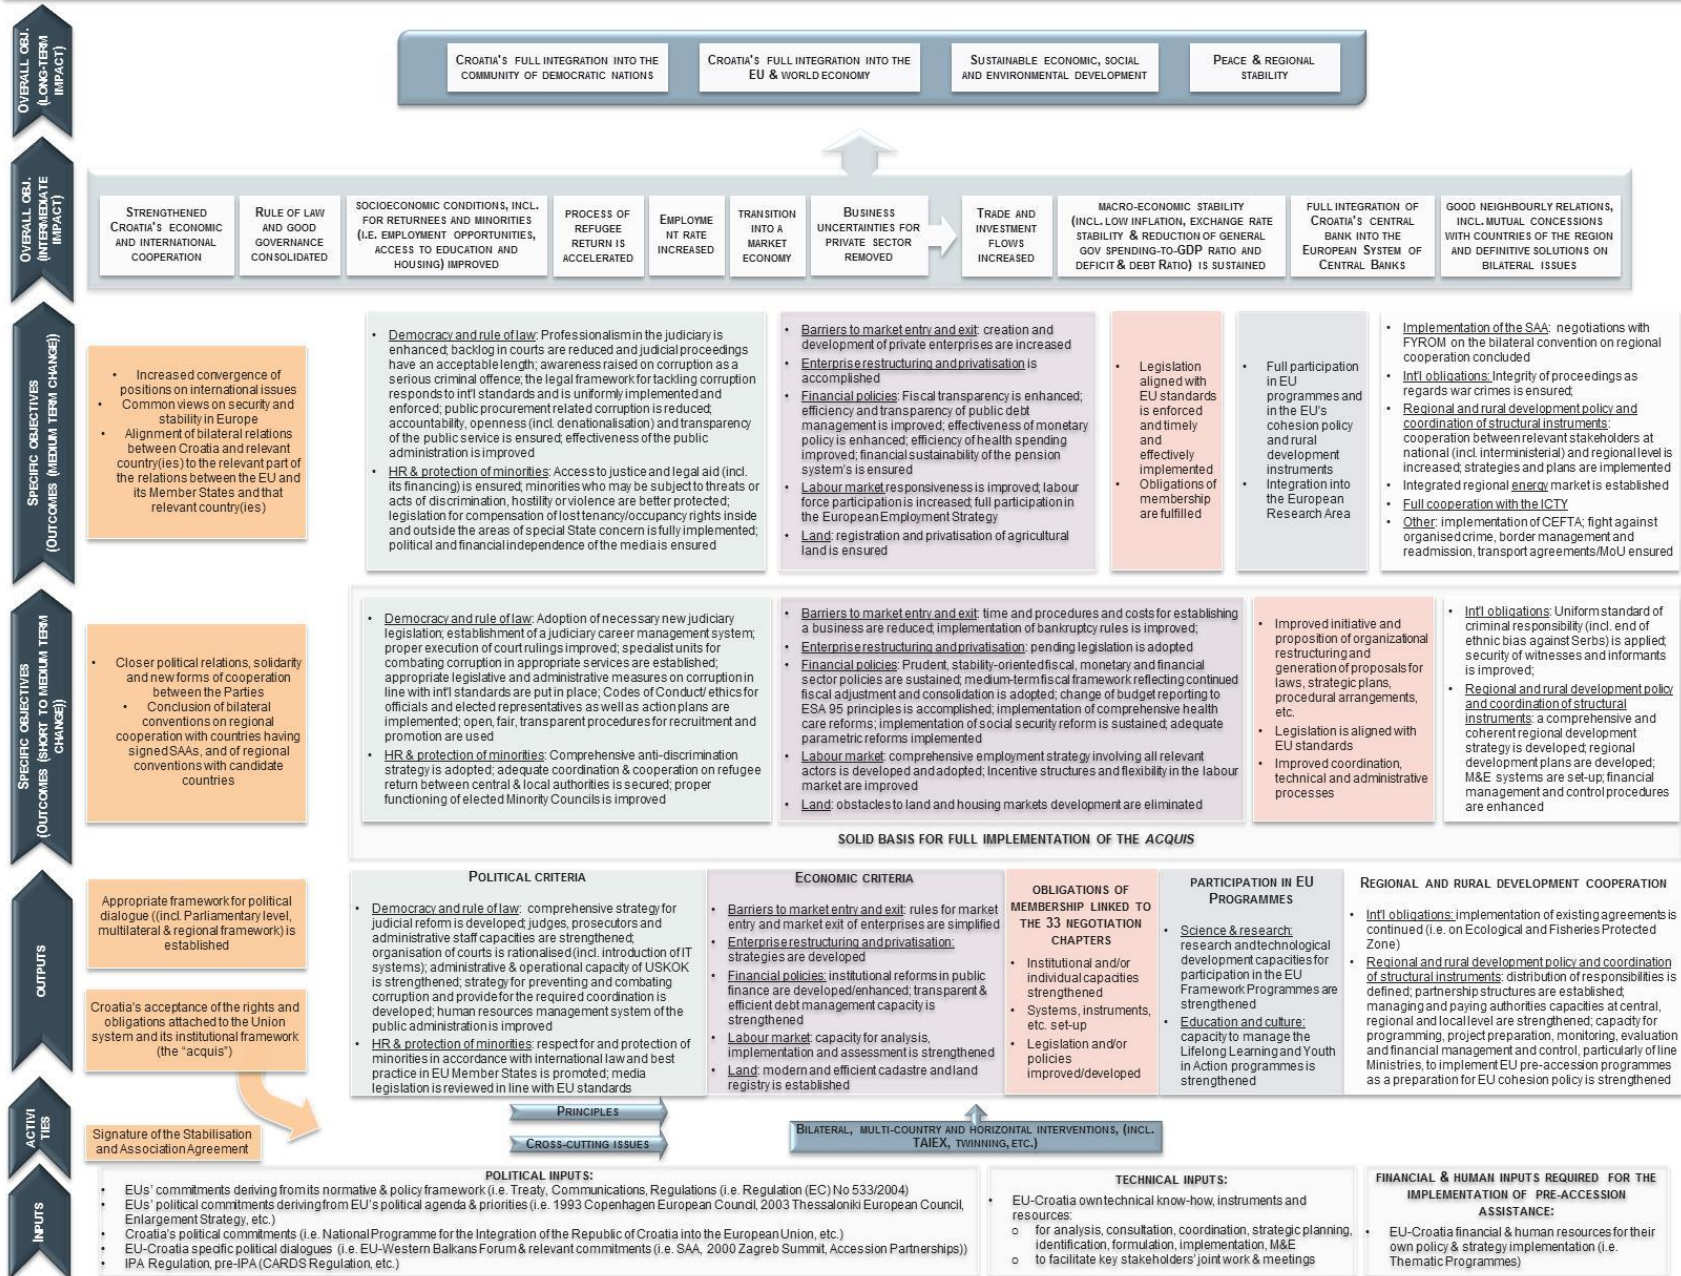 OVERALL OBJ.
(LONG-TERM
IMPACT)
CROATIA'S FULL INTEGRATION INTO THE
COMMUNITY OF DEMOCRATIC NATIONS
CROATIA'S FULL INTEGRATION INTO THE
EU & WORLD ECONOMY
SUSTAINABLE ECONOMIC, SOCIAL
AND ENVIRONMENTAL DEVELOPMENT
PEACE & REGIONAL
STABILITY
OVERALL OBJ.
(INTERMEDIATE
IMPACT)
STRENGTHENED
CROATIA'S ECONOMIC
AND INTERNATIONAL
COOPERATION
RULE OF LAW
AND GOOD
GOVERNANCE
CONSOLIDATED
SOCIOECONOMIC CONDITIONS, INCL.
FOR RETURNEES AND MINORITIES
(I.E. EMPLOYMENT OPPORTUNITIES,
ACCESS TO EDUCATION AND
HOUSING) IMPROVED
PROCESS OF
REFUGEE
RETURN IS
ACCELERATED
EMPLOYME
NT RATE
INCREASED
TRANSITION
INTO A
MARKET
ECONOMY
BUSINESS
UNCERTAINTIES FOR
PRIVATE SECTOR
REMOVED
TRADE AND
INVESTMENT
FLOWS
INCREASED
MACRO-ECONOMIC STABILITY
(INCL. LOW INFLATION, EXCHANGE RATE
STABILITY & REDUCTION OF GENERAL
GOV SPENDING-TO-GDP RATIO AND
DEFICIT & DEBT RATIO) IS SUSTAINED
FULL INTEGRATION OF
CROATIA'S CENTRAL
BANK INTO THE
EUROPEAN SYSTEM OF
CENTRAL BANKS
GOOD NEIGHBOURLY RELATIONS,
INCL. MUTUAL CONCESSIONS
WITH COUNTRIES OF THE REGION
AND DEFINITIVE SOLUTIONS ON
BILATERAL ISSUES
SPECIFIC OBJECTIVES
(OUTCOMES (MEDIUM TERM CHANGE))
• Increased convergence of
positions on international issues
• Common views on security and
stability in Europe
• Alignment of bilateral relations
between Croatia and relevant
country(ies) to the relevant part of
the relations between the EU and
its Member States and that
relevant country(ies)
• Democracy and rule of law: Professionalism in the judiciary is
enhanced; backlog in courts are reduced and judicial proceedings
have an acceptable length; awareness raised on corruption as a
serious criminal offence; the legal framework for tackling corruption
responds to int'l standards and is uniformly implemented and
enforced; public procurement related corruption is reduced;
accountability, openness (incl. denationalisation) and transparency
of the public service is ensured; effectiveness of the public
administration is improved
• HR & protection of minorities: Access to justice and legal aid (incl.
its financing) is ensured; minorities who may be subject to threats or
acts of discrimination, hostility or violence are better protected;
legislation for compensation of lost tenancy/occupancy rights inside
and outside the areas of special State concern is fully implemented;
political and financial independence of the media is ensured
• Barriers to market entry and exit: creation and
development of private enterprises are increased
• Enterprise restructuring and privatisation is
accomplished
• Financial policies: Fiscal transparency is enhanced;
efficiency and transparency of public debt
management is improved; effectiveness of monetary
policy is enhanced; efficiency of health spending
improved; financial sustainability of the pension
system's is ensured
• Labour market responsiveness is improved; labour
force participation is increased; full participation in
the European Employment Strategy
• Land: registration and privatisation of agricultural
land is ensured
• Legislation
aligned with
EU standards
is enforced
and timely
and
effectively
implemented
• Obligations of
membership
are fulfilled
• Full participation
in EU
programmes and
in the EU's
cohesion policy
and rural
development
instruments
• Integration into
the European
Research Area
• Implementation of the SAA: negotiations with
FYROM on the bilateral convention on regional
cooperation concluded
• Int'l obligations: Integrity of proceedings as
regards war crimes is ensured;
• Regional and rural development policy and
coordination of structural instruments:
cooperation between relevant stakeholders at
national (incl. interministerial) and regional level is
increased; strategies and plans are implemented
• Integrated regional energy market is established
• Full cooperation with the ICTY
• Other: implementation of CEFTA; fight against
organised crime, border management and
readmission, transport agreements/MoU ensured
SPECIFIC OBJECTIVES
(OUTCOMES (SHORT TO MEDIUM TERM
CHANGE))
• Closer political relations, solidarity
and new forms of cooperation
between the Parties
• Conclusion of bilateral
conventions on regional
cooperation with countries having
signed SAAs, and of regional
conventions with candidate
countries
• Democracy and rule of law: Adoption of necessary new judiciary
legislation; establishment of a judiciary career management system;
proper execution of court rulings improved; specialist units for
combating corruption in appropriate services are established;
appropriate legislative and administrative measures on corruption in
line with int'l standards are put in place; Codes of Conduct/ ethics for
officials and elected representatives as well as action plans are
implemented; open, fair, transparent procedures for recruitment and
promotion are used
• HR & protection of minorities: Comprehensive anti-discrimination
strategy is adopted; adequate coordination & cooperation on refugee
return between central & local authorities is secured; proper
functioning of elected Minority Councils is improved
• Barriers to market entry and exit: time and procedures and costs for establishing
a business are reduced; implementation of bankruptcy rules is improved;
• Enterprise restructuring and privatisation: pending legislation is adopted
• Financial policies: Prudent, stability-oriented fiscal, monetary and financial
sector policies are sustained; medium-term fiscal framework reflecting continued
fiscal adjustment and consolidation is adopted; change of budget reporting to
ESA 95 principles is accomplished; implementation of comprehensive health
care reforms; implementation of social security reform is sustained; adequate
parametric reforms implemented
• Labour market: comprehensive employment strategy involving all relevant
actors is developed and adopted; Incentive structures and flexibility in the labour
market are improved
• Land: obstacles to land and housing markets development are eliminated
• Improved initiative and
proposition of organizational
restructuring and
generation of proposals for
laws, strategic plans,
procedural arrangements,
etc.
• Legislation is aligned with
EU standards
• Improved coordination,
technical and administrative
processes
• Int'l obligations: Uniform standard of
criminal responsibility (incl. end of
ethnic bias against Serbs) is applied;
security of witnesses and informants
is improved;
• Regional and rural development policy
and coordination of structural
instruments: a comprehensive and
coherent regional development
strategy is developed; regional
development plans are developed;
M&E systems are set-up; financial
management and control procedures
are enhanced
SOLID BASIS FOR FULL IMPLEMENTATION OF THE ACQUIS
OUTPUTS
Appropriate framework for political
dialogue ((incl. Parliamentary level,
multilateral & regional framework) is
established
Croatia's acceptance of the rights and
obligations attached to the Union
system and its institutional framework
(the "acquis")
POLITICAL CRITERIA
• Democracy and rule of law: comprehensive strategy for
judicial reform is developed; judges, prosecutors and
administrative staff capacities are strengthened;
organisation of courts is rationalised (incl. introduction of IT
systems); administrative & operational capacity of USKOK
is strengthened; strategy for preventing and combating
corruption and provide for the required coordination is
developed; human resources management system of the
public administration is improved
• HR & protection of minorities: respect for and protection of
minorities in accordance with international law and best
practice in EU Member States is promoted; media
legislation is reviewed in line with EU standards
ECONOMIC CRITERIA
• Barriers to market entry and exit: rules for market
entry and market exit of enterprises are simplified
• Enterprise restructuring and privatisation:
strategies are developed
• Financial policies: institutional reforms in public
finance are developed/enhanced; transparent &
efficient debt management capacity is
strengthened
• Labour market: capacity for analysis,
implementation and assessment is strengthened
• Land: modern and efficient cadastre and land
registry is established
OBLIGATIONS OF
MEMBERSHIP LINKED TO
THE 33 NEGOTIATION
CHAPTERS
• Institutional and/or
individual capacities
strengthened
• Systems, instruments,
etc. set-up
• Legislation and/or
policies
improved/developed
PARTICIPATION IN EU
PROGRAMMES
• Science & research:
research and technological
development capacities for
participation in the EU
Framework Programmes are
strengthened
• Education and culture:
capacity to manage the
Lifelong Learning and Youth
in Action programmes is
strengthened
REGIONAL AND RURAL DEVELOPMENT COOPERATION
• Int'l obligations: implementation of existing agreements is
continued (i.e. on Ecological and Fisheries Protected
Zone)
• Regional and rural development policy and coordination
of structural instruments: distribution of responsibilities is
defined; partnership structures are established;
managing and paying authorities capacities at central,
regional and local level are strengthened; capacity for
programming, project preparation, monitoring, evaluation
and financial management and control, particularly of line
Ministries, to implement EU pre-accession programmes
as a preparation for EU cohesion policy is strengthened
ACTIVI
TIES
Signature of the Stabilisation
and Association Agreement
PRINCIPLES
CROSS-CUTTING ISSUES
BILATERAL, MULTI-COUNTRY AND HORIZONTAL INTERVENTIONS, (INCL.
TAIEX, TWINNING, ETC.)
INPUTS
POLITICAL INPUTS:
• EUs' commitments deriving from its normative & policy framework (i.e. Treaty, Communications, Regulations (i.e. Regulation (EC) No 533/2004)
• EUs' political commitments deriving from EU's political agenda & priorities (i.e. 1993 Copenhagen European Council, 2003 Thessaloniki European Council,
Enlargement Strategy, etc.)
• Croatia's political commitments (i.e. National Programme for the Integration of the Republic of Croatia into the European Union, etc.)
• EU-Croatia specific political dialogues (i.e. EU-Western Balkans Forum & relevant commitments (i.e. SAA, 2000 Zagreb Summit, Accession Partnerships))
• IPA Regulation, pre-IPA (CARDS Regulation, etc.)
TECHNICAL INPUTS:
• EU-Croatia own technical know-how, instruments and
resources:
o for analysis, consultation, coordination, strategic planning,
identification, formulation, implementation, M&E
o to facilitate key stakeholders' joint work & meetings
FINANCIAL & HUMAN INPUTS REQUIRED FOR THE
IMPLEMENTATION OF PRE-ACCESSION
ASSISTANCE:
• EU-Croatia financial & human resources for their
own policy & strategy implementation (i.e.
Thematic Programmes)